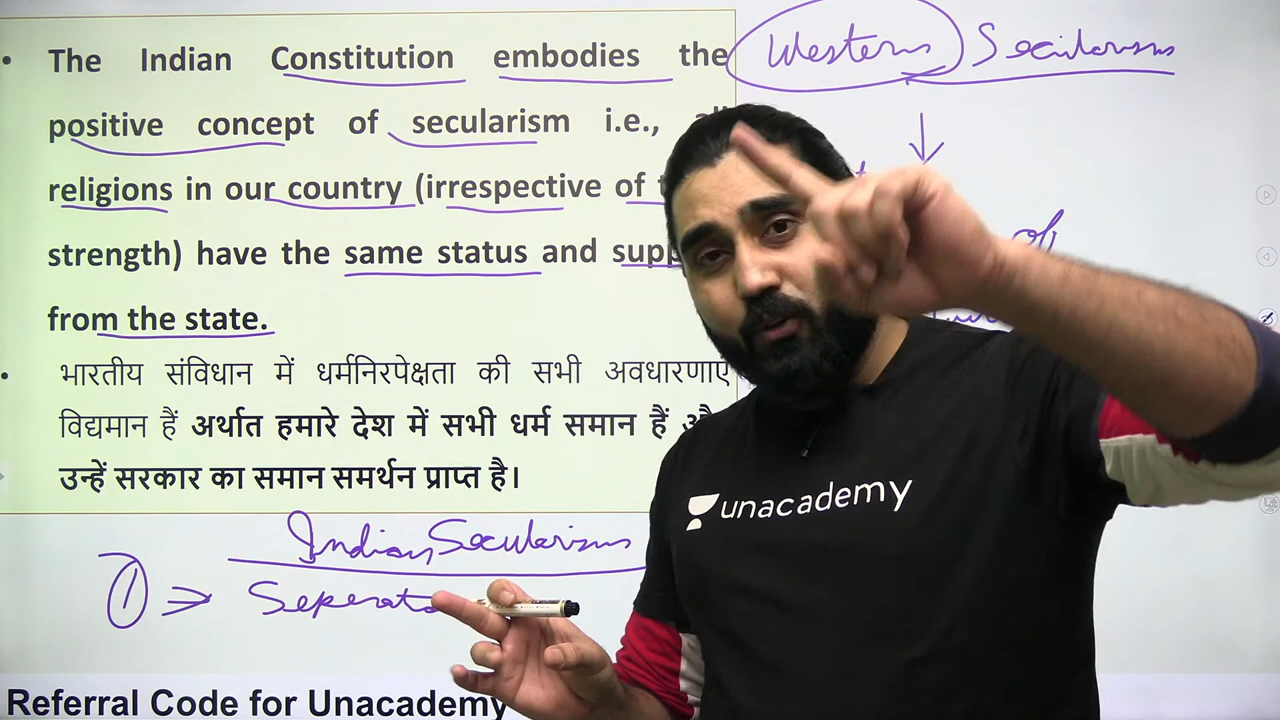 The Indian Constitution embodies the
positive concept of secularism i.e.,
religions in our country (irrespective of
strength) have the same status and
from the state.
भारतीय संविधान में धर्मनिरपेक्षता की सभी अवधारणाएँ
विद्यमान हैं अर्थात हमारे देश में सभी धर्म समान हैं
उन्हें सरकार का समान समर्थन प्राप्त है।
Western Secularism
of
Indian Secularism
① ⇒ Seperat
unacademy
Referral Code for Unacademy